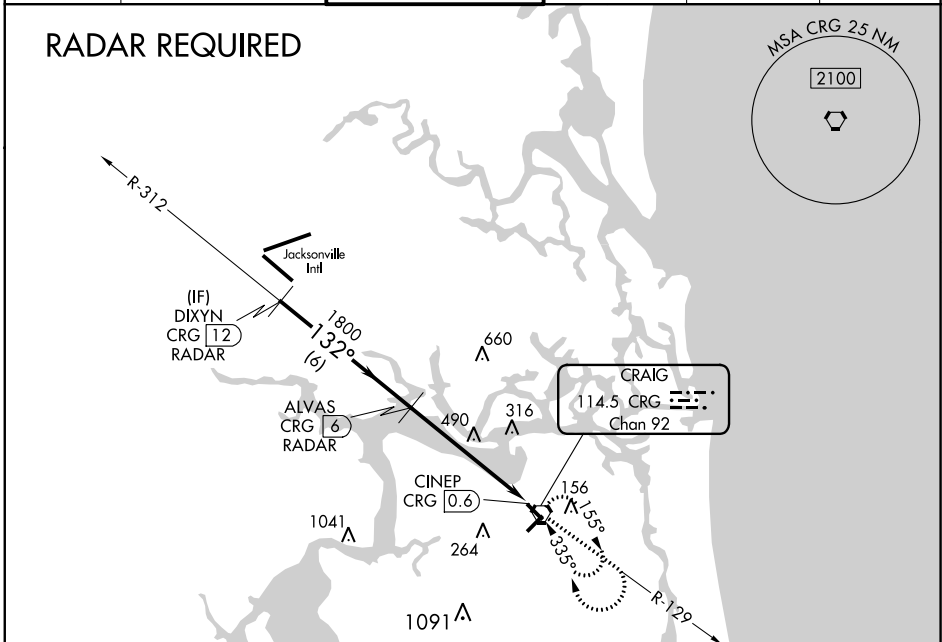 RADAR REQUIRED
MSA CRG 25 NM
2100
R-312
Jacksonville
Intl
(IF)
DIXYN
CRG 12
RADAR
1800
132°
(6)
660
ALVAS
CRG 6
RADAR
490
316
CRAIG
114.5 CRG
Chan 92
CINEP
CRG 0.6
156
155°
335°
1041
264
1091
R-129